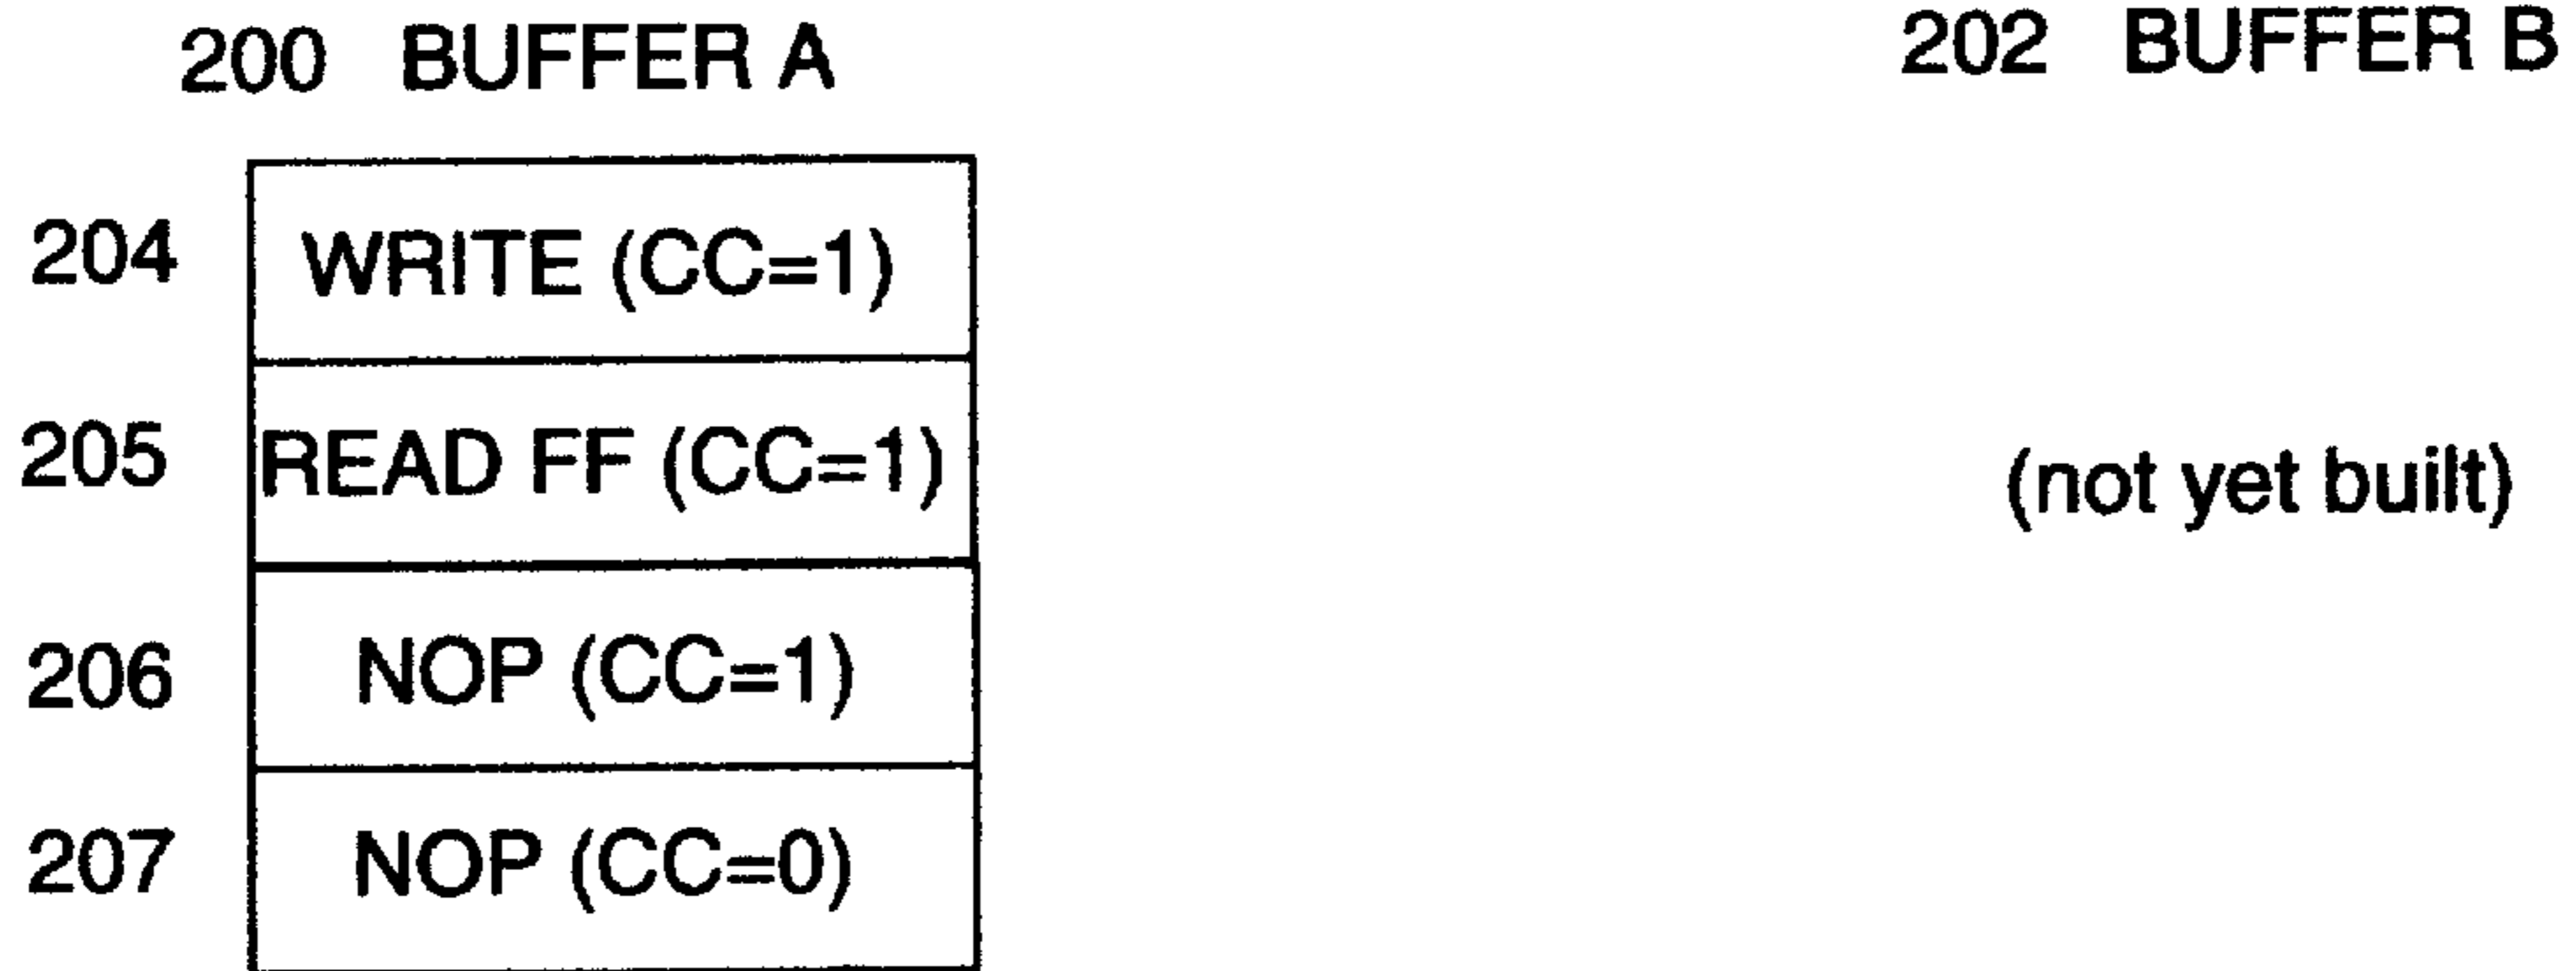 200 BUFFER A
202 BUFFER B
204 WRITE (CC=1)
205 READ FF (CC=1)
(not yet built)
206 NOP (CC=1)
207 NOP (CC=0)